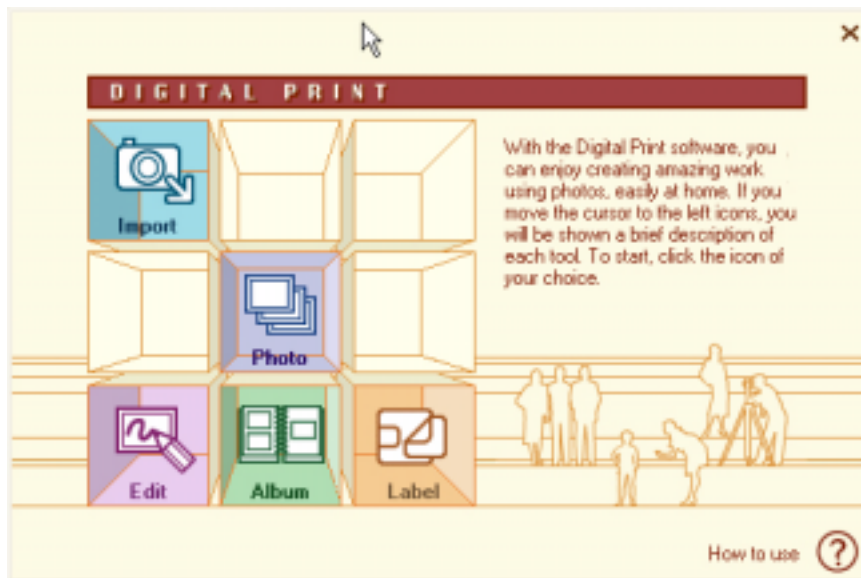 DIGITAL PRINT
Import
With the Digital Print software, you
can enjoy creating amazing work
using photos, easily at home. If you
move the cursor to the left icons, you
will be shown a brief description of
each tool. To start, click the icon of
your choice.
Photo
Edit
Album
Label
How to use
?